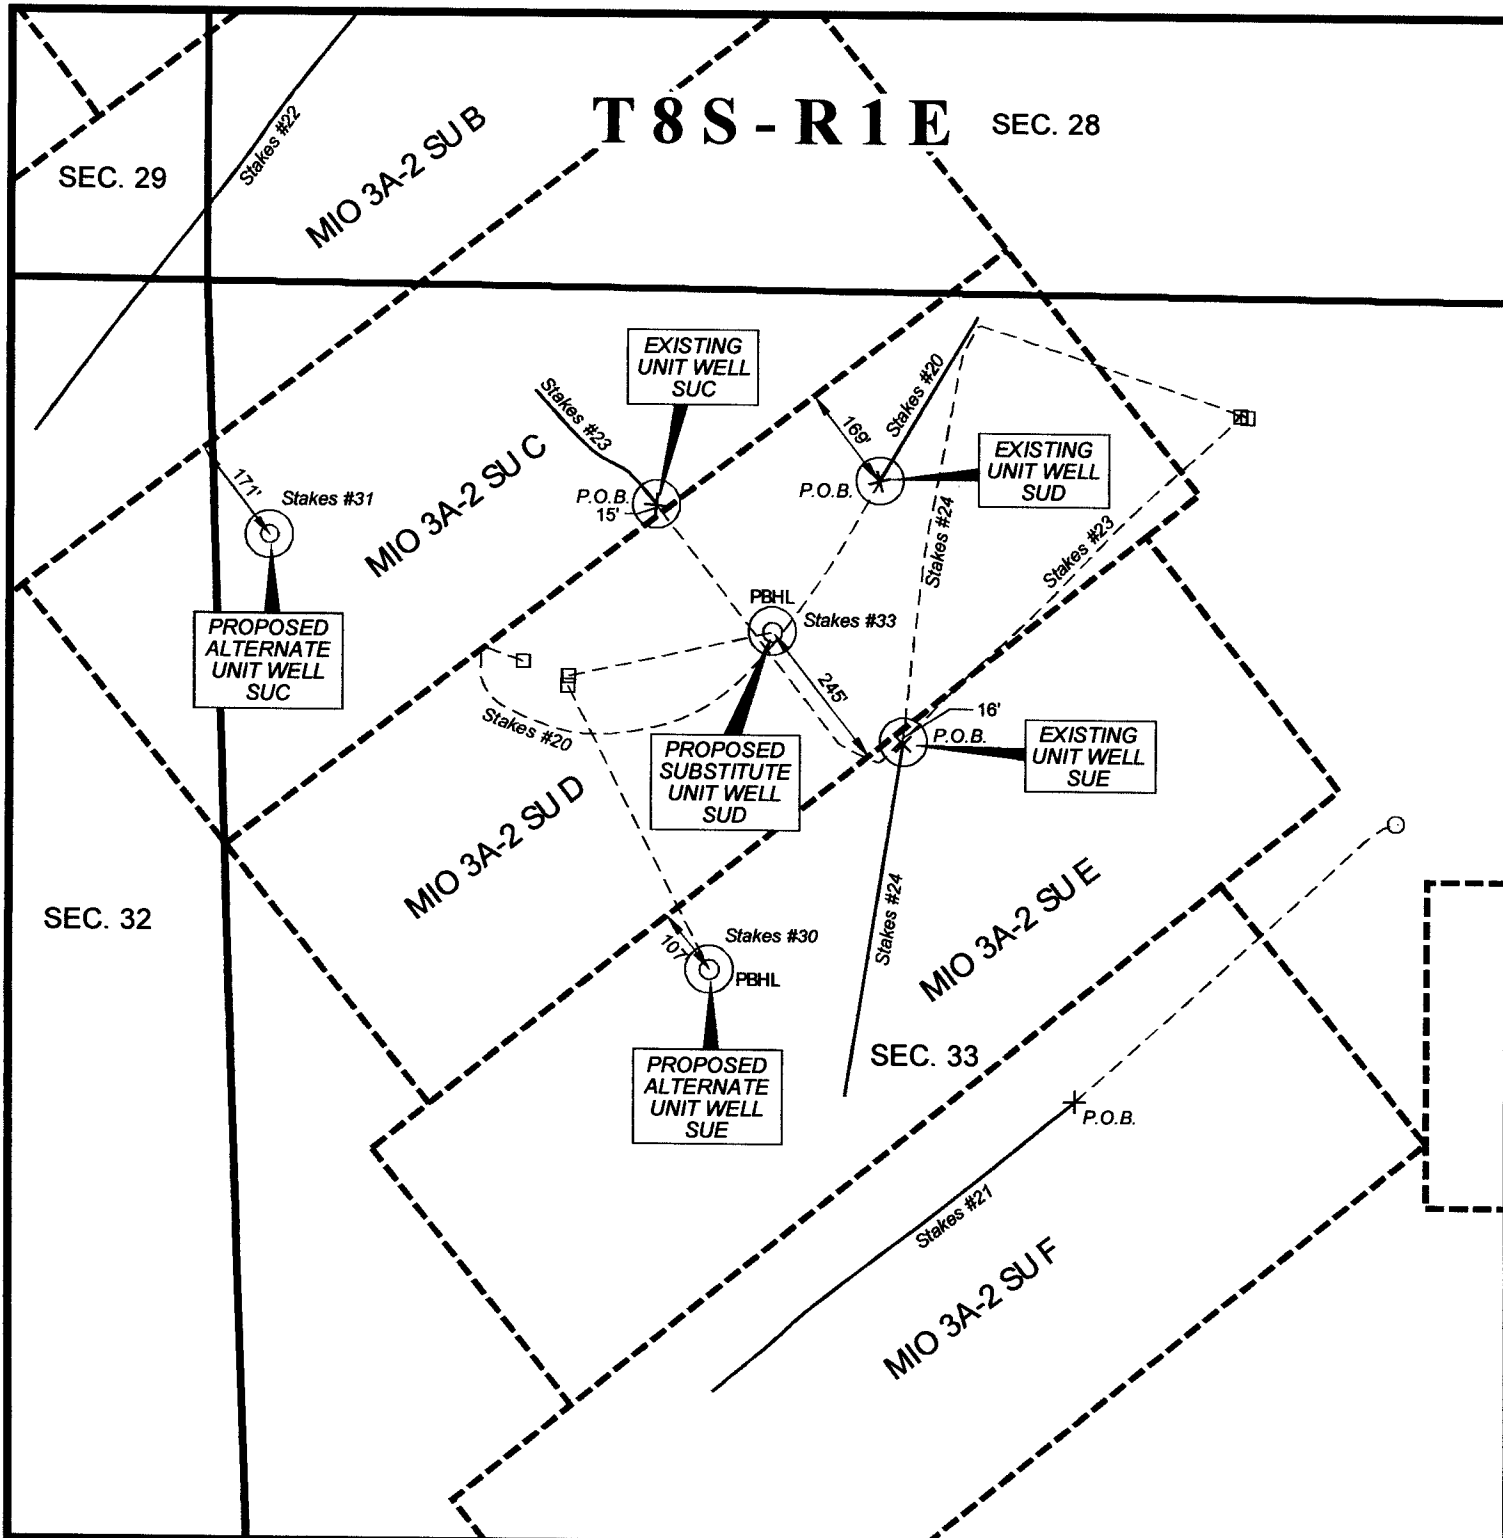 T8S-R1E
SEC. 28
Stakes #22
MIO 3A-2 SU B
SEC. 29
EXISTING
UNIT WELL
SUC
Stakes #20
Stakes #23
169'
171'
MIO 3A-2 SU C
EXISTING
UNIT WELL
SUD
Stakes #31
P.O.B.
15'
P.O.B.
Stakes #24
Stakes #23
PBHL
Stakes #33
PROPOSED
ALTERNATE
UNIT WELL
SUC
245'
16'
P.O.B.
Stakes #20
EXISTING
UNIT WELL
SUE
PROPOSED
SUBSTITUTE
UNIT WELL
SUD
MIO 3A-2 SU D
SEC. 32
Stakes #24
MIO 3A-2 SU E
Stakes #30
107'
PBHL
SEC. 33
PROPOSED
ALTERNATE
UNIT WELL
SUE
P.O.B.
Stakes #21
MIO 3A-2 SU F